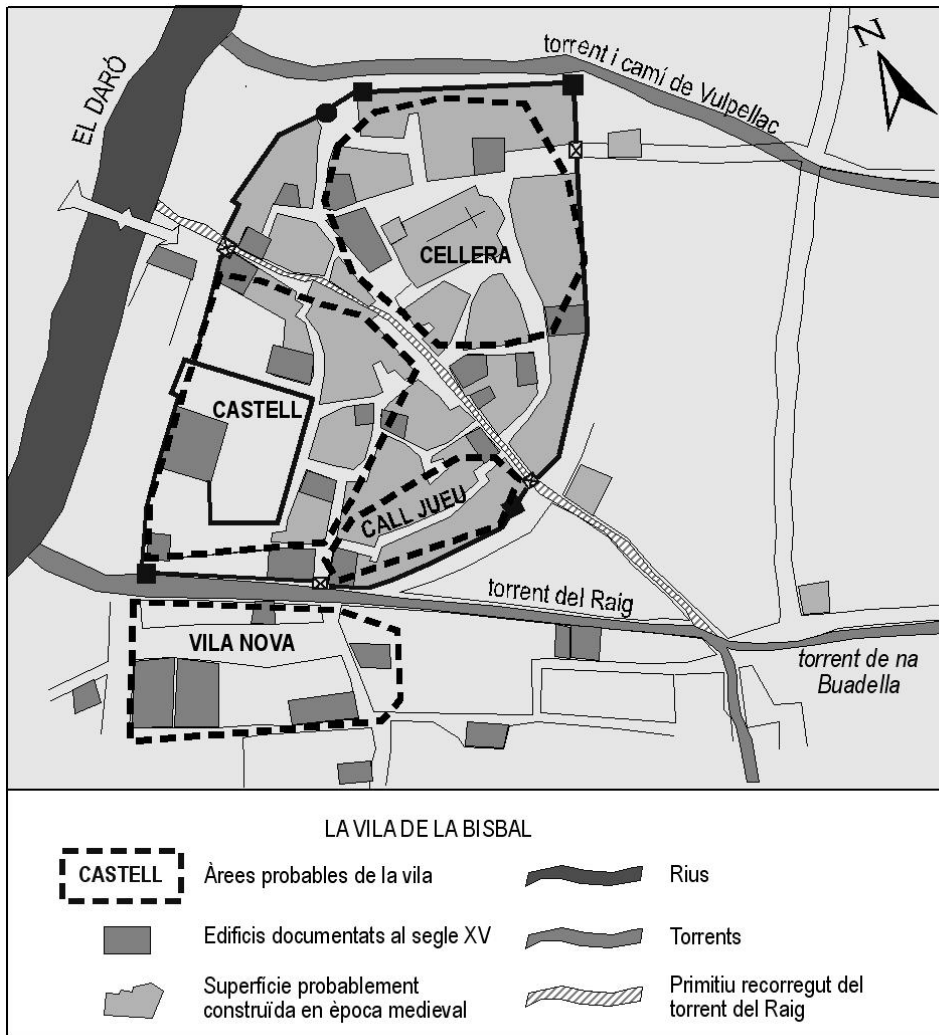 N
torrent i camí de Vulpellac
EL DARÓ
CELLERA
CASTELL
CALL JUEU
torrent del Raig
VILA NOVA
torrent de na
Buadella
LA VILA DE LA BISBAL
CASTELL
Àrees probables de la vila
Rius
Edificis documentats al segle XV
Torrents
Superfície probablement
construïda en època medieval
Primitiu recorregut del
torrent del Raig